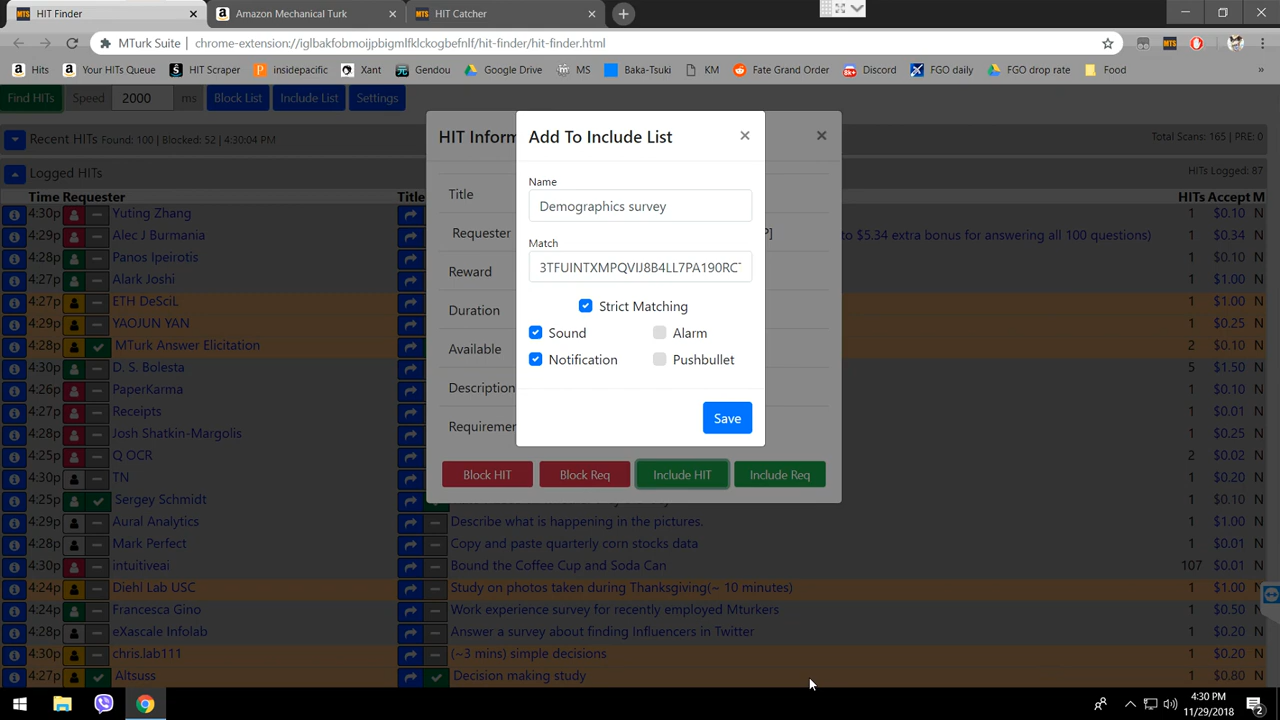 HIT Finder
Amazon Mechanical Turk
HIT Catcher
MTurk Suite
chrome-extension://iglbakfobmoijpbigmlfklckogbefnlf/hit-finder/hit-finder.html
Hits
Your HITs Queue
HIT Scraper
insidepacific
Xant
Gendou
Google Drive
MS
Baka-Tsuki
KM
Fate Grand Order
Discord
FGO daily
FGO drop rate
Food
»
Find HITs
Speed
2000
ms
Block List
Include List
Settings
Recent HITs Found: 100 | Blocked: 52 | 4:30:04 PM
Total Scans: 165 | PRE: 0
Logged HITs
HITs Logged: 87
Time Requester Title HITs Accept M
4:30p Yuting Zhang 1 $0.10 N
4:29p Alec J Burmania to $5.34 extra bonus for answering all 100 questions) 1 $0.34 N
4:28p Panos Ipeirotis 1 $0.10 N
4:27p Alark Joshi 1 $1.00 N
4:27p ETH DeSciL 1 $1.00 N
4:29p YAOJUN YAN 1 $0.25 N
4:28p MTurk Answer Elicitation 2 $0.10 N
4:30p D. S. Bolesta 5 $1.50 N
4:26p PaperKarma 1 $0.10 N
4:27p Receipts 1 $0.01 N
4:28p Josh Shatkin-Margolis 1 $0.25 N
4:25p Q OCR 2 $0.02 N
4:30p TN 1 $0.20 N
4:25p Sergey Schmidt 1 $0.10 N
4:29p Aural Analytics Describe what is happening in the pictures. 1 $1.00 N
4:28p Mark Perfect Copy and paste quarterly corn stocks data 1 $0.01 N
4:30p intuitiveai Bound the Coffee Cup and Soda Can 107 $0.01 N
4:24p Diehl Lab USC Study on photos taken during Thanksgiving(~ 10 minutes) 1 $1.00 N
4:24p Francesca Gino Work experience survey for recently employed Mturkers 1 $0.50 N
4:28p eXascale Infolab Answer a survey about finding Influencers in Twitter 1 $0.20 N
4:30p chris.lab111 (~3 mins) simple decisions 1 $0.20 N
4:27p Altsuss Decision making study 1 $0.80 N
HIT Inform
×
Title
Requester
P]
Reward
Duration
Available
Description
Requiremen
Block HIT
Block Req
Include HIT
Include Req
Add To Include List
×
Name
Demographics survey
Match
3TFUINTXMPQVIJ8B4LL7PA190RC
Strict Matching
Sound
Alarm
Notification
Pushbullet
Save
4:30 PM
11/29/2018
2